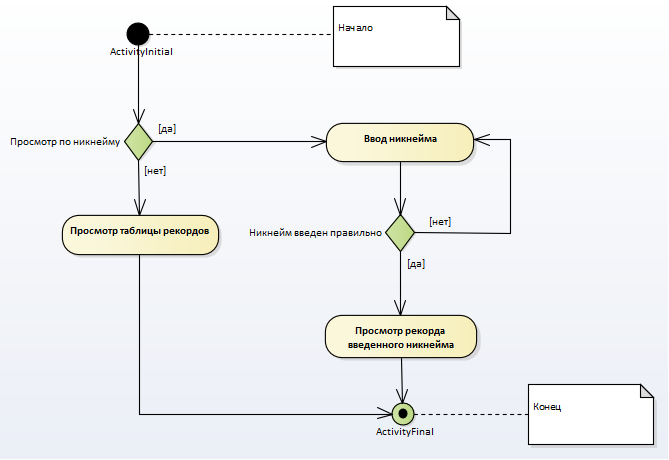 Начало
ActivityInitial
[да]
Просмотр по никнейму
Ввод никнейма
[нет]
Просмотр таблицы рекордов
[нет]
Никнейм введен правильно
[да]
Просмотр рекорда
введенного никнейма
Конец
ActivityFinal